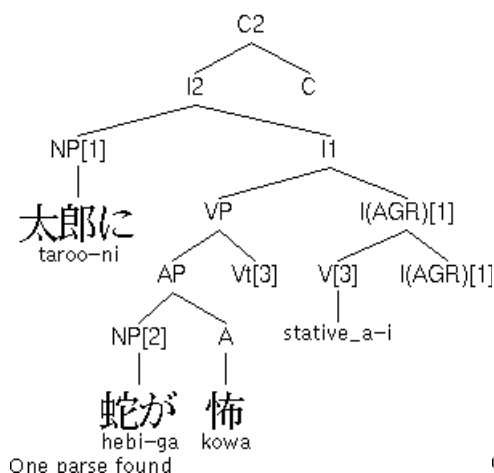 C2
I2 C
NP[1] I1
太郎に VP I(AGR)[1]
taroo-ni
AP Vt[3] V[3] I(AGR)[1]
NP[2] A stative_a-i
蛇が 怖
hebi-ga kowa
One parse found